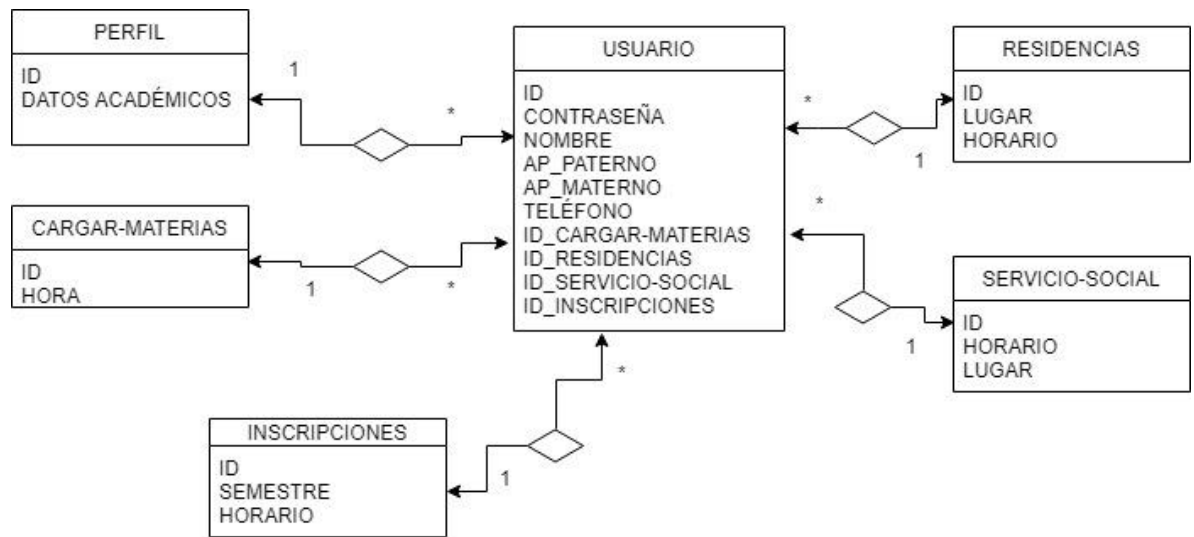 PERFIL
ID
DATOS ACADÉMICOS
1
*
USUARIO
ID
CONTRASEÑA
NOMBRE
AP_PATERNO
AP_MATERNO
TELÉFONO
ID_CARGAR-MATERIAS
ID_RESIDENCIAS
ID_SERVICIO-SOCIAL
ID_INSCRIPCIONES
*
1
RESIDENCIAS
ID
LUGAR
HORARIO
CARGAR-MATERIAS
ID
HORA
1
*
*
1
SERVICIO-SOCIAL
ID
HORARIO
LUGAR
INSCRIPCIONES
ID
SEMESTRE
HORARIO
1
*